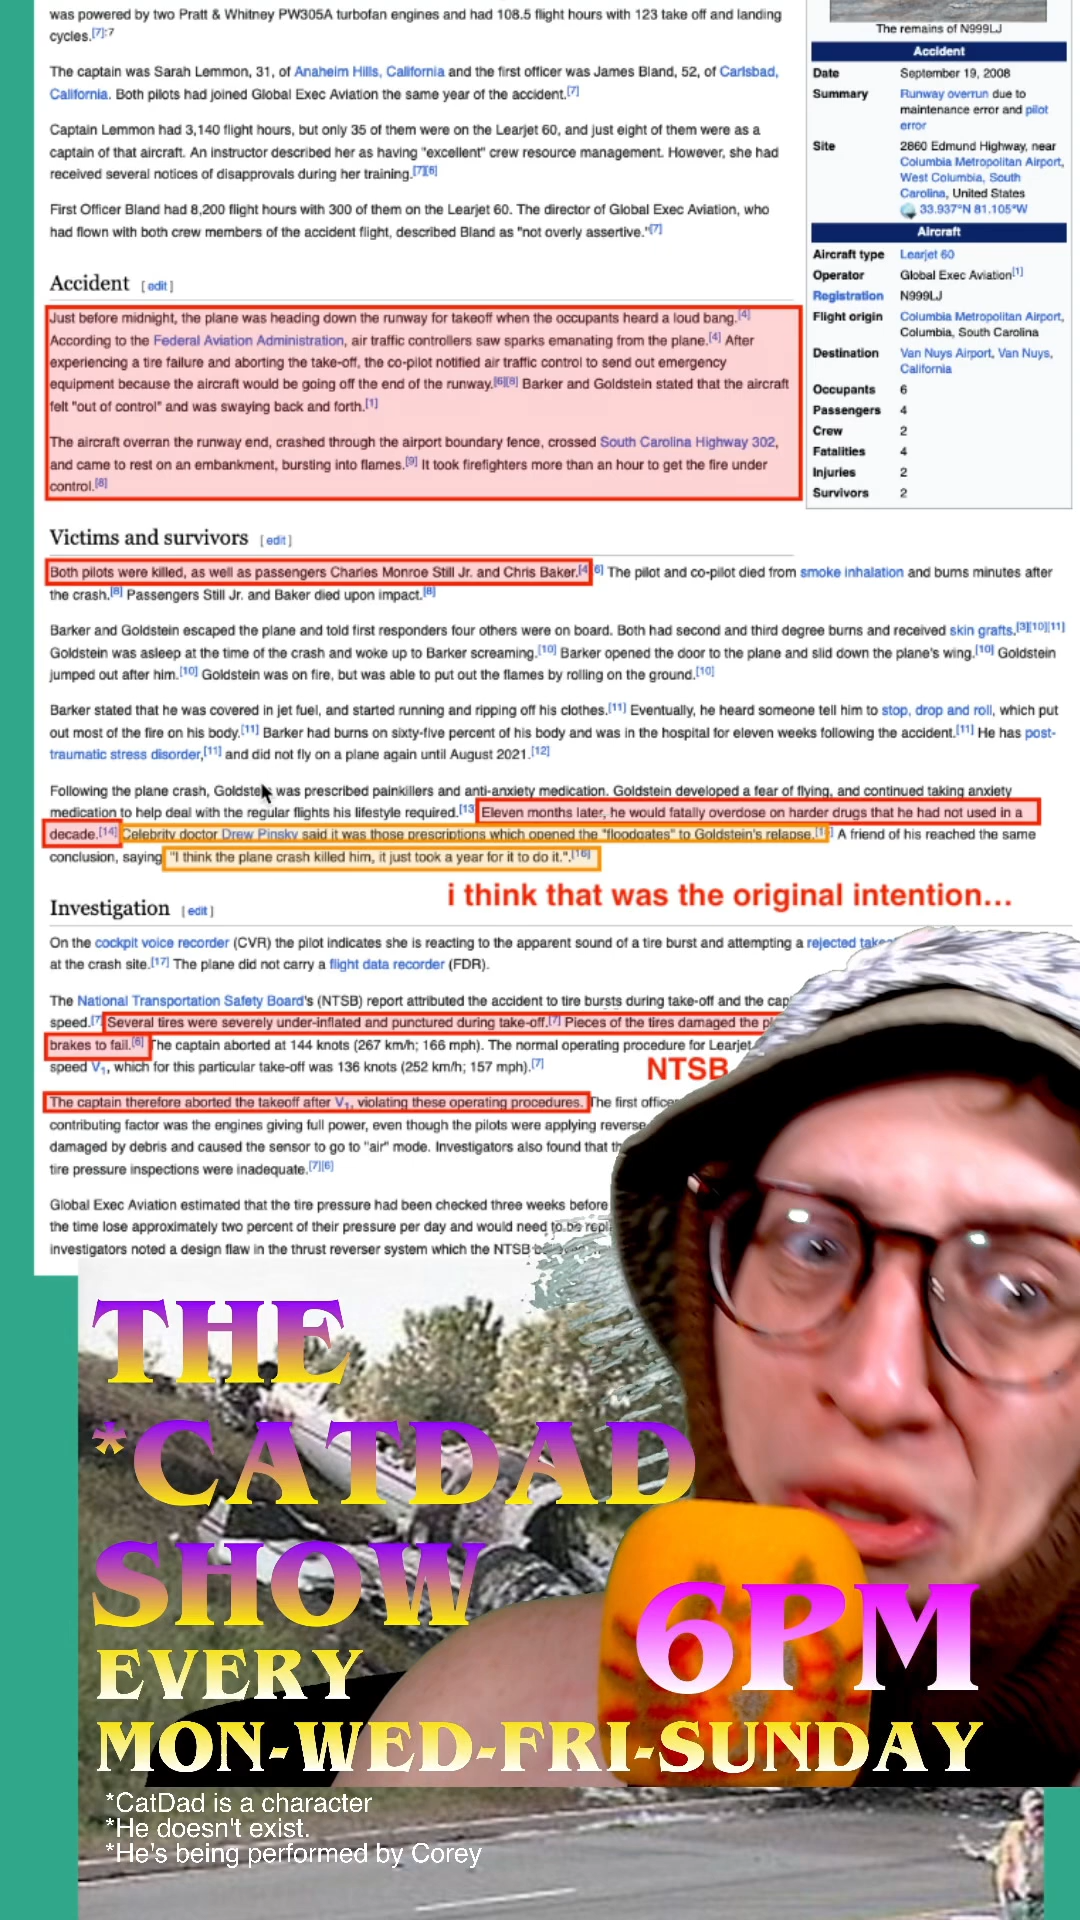 was powered by two Pratt & Whitney PW305A turbofan engines and had 108.5 flight hours with 123 take off and landing
cycles.[7]:7
The captain was Sarah Lemmon, 31, of Anaheim Hills, California and the first officer was James Bland, 52, of Carlsbad,
California. Both pilots had joined Global Exec Aviation the same year of the accident.[7]
Captain Lemmon had 3,140 flight hours, but only 35 of them were on the Learjet 60, and just eight of them were as a
captain of that aircraft. An instructor described her as having "excellent" crew resource management. However, she had
received several notices of disapprovals during her training.[7][6]
First Officer Bland had 8,200 flight hours with 300 of them on the Learjet 60. The director of Global Exec Aviation, who
had flown with both crew members of the accident flight, described Bland as "not overly assertive."[7]
The remains of N999LJ
Accident
Date September 19, 2008
Summary Runway overrun due to
maintenance error and pilot
error
Site 2860 Edmund Highway, near
Columbia Metropolitan Airport,
West Columbia, South
Carolina, United States
33.937°N 81.105°W
Aircraft
Aircraft type Learjet 60
Operator Global Exec Aviation[1]
Registration N999LJ
Flight origin Columbia Metropolitan Airport,
Columbia, South Carolina
Destination Van Nuys Airport, Van Nuys,
California
Occupants 6
Passengers 4
Crew 2
Fatalities 4
Injuries 2
Survivors 2
Accident [edit]
Just before midnight, the plane was heading down the runway for takeoff when the occupants heard a loud bang.[4]
According to the Federal Aviation Administration, air traffic controllers saw sparks emanating from the plane.[4] After
experiencing a tire failure and aborting the take-off, the co-pilot notified air traffic control to send out emergency
equipment because the aircraft would be going off the end of the runway.[6][8] Barker and Goldstein stated that the aircraft
felt "out of control" and was swaying back and forth.[1]
The aircraft overran the runway end, crashed through the airport boundary fence, crossed South Carolina Highway 302,
and came to rest on an embankment, bursting into flames.[9] It took firefighters more than an hour to get the fire under
control.[8]
Victims and survivors [edit]
Both pilots were killed, as well as passengers Charles Monroe Still Jr. and Chris Baker.[4 6] The pilot and co-pilot died from smoke inhalation and burns minutes after
the crash.[8] Passengers Still Jr. and Baker died upon impact.[8]
Barker and Goldstein escaped the plane and told first responders four others were on board. Both had second and third degree burns and received skin grafts.[3][10][11]
Goldstein was asleep at the time of the crash and woke up to Barker screaming.[10] Barker opened the door to the plane and slid down the plane's wing.[10] Goldstein
jumped out after him.[10] Goldstein was on fire, but was able to put out the flames by rolling on the ground.[10]
Barker stated that he was covered in jet fuel, and started running and ripping off his clothes.[11] Eventually, he heard someone tell him to stop, drop and roll, which put
out most of the fire on his body.[11] Barker had burns on sixty-five percent of his body and was in the hospital for eleven weeks following the accident.[11] He has post-
traumatic stress disorder,[11] and did not fly on a plane again until August 2021.[12]
Following the plane crash, Goldstein was prescribed painkillers and anti-anxiety medication. Goldstein developed a fear of flying, and continued taking anxiety
medication to help deal with the regular flights his lifestyle required.[13 Eleven months later, he would fatally overdose on harder drugs that he had not used in a
decade.[14] Celebrity doctor Drew Pinsky said it was those prescriptions which opened the "floodgates" to Goldstein's relapse.[1 ] A friend of his reached the same
conclusion, saying "I think the plane crash killed him, it just took a year for it to do it.".[16]
i think that was the original intention...
Investigation [edit]
On the cockpit voice recorder (CVR) the pilot indicates she is reacting to the apparent sound of a tire burst and attempting a rejected take
at the crash site.[17] The plane did not carry a flight data recorder (FDR).
The National Transportation Safety Board's (NTSB) report attributed the accident to tire bursts during take-off and the cap
speed.[7] Several tires were severely under-inflated and punctured during take-off.[7] Pieces of the tires damaged the p
brakes to fail.[6] The captain aborted at 144 knots (267 km/h; 166 mph). The normal operating procedure for Learjet
speed V1, which for this particular take-off was 136 knots (252 km/h; 157 mph).[7]
NTSB
The captain therefore aborted the takeoff after V1, violating these operating procedures. The first office
contributing factor was the engines giving full power, even though the pilots were applying reverse
damaged by debris and caused the sensor to go to "air" mode. Investigators also found that th
tire pressure inspections were inadequate.[7][6]
Global Exec Aviation estimated that the tire pressure had been checked three weeks before
the time lose approximately two percent of their pressure per day and would need to be repl
investigators noted a design flaw in the thrust reverser system which the NTSB
THE
*CATDAD
SHOW
6PM
EVERY
MON-WED-FRI-SUNDAY
*CatDad is a character
*He doesn't exist.
*He's being performed by Corey